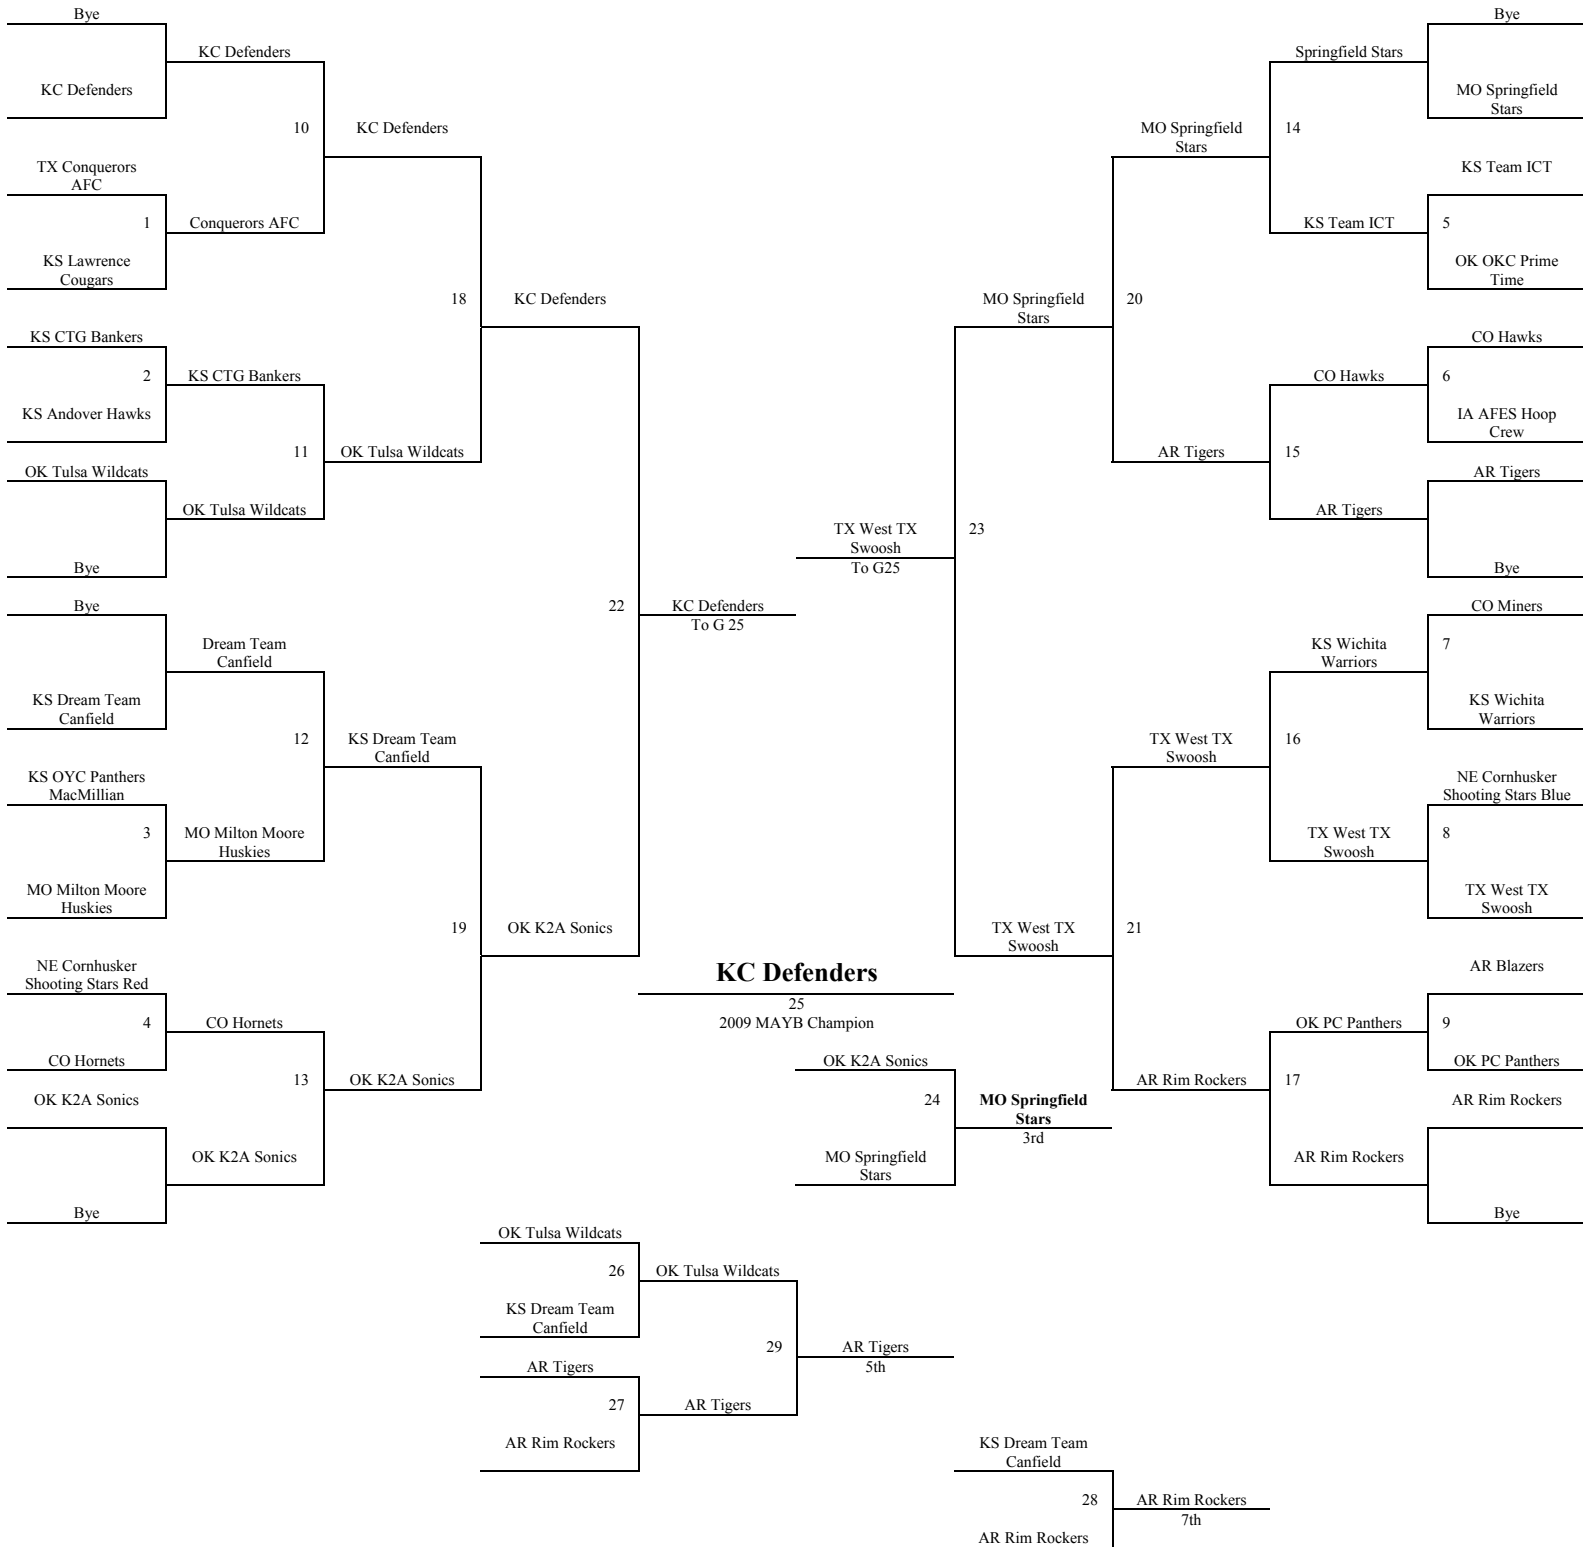 Bye
KC Defenders
KC Defenders
10
KC Defenders
TX Conquerors
AFC
1
Conquerors AFC
KS Lawrence
Cougars
18
KC Defenders
KS CTG Bankers
2
KS CTG Bankers
KS Andover Hawks
11
OK Tulsa Wildcats
OK Tulsa Wildcats
OK Tulsa Wildcats
Bye
22
KC Defenders
To G 25
Bye
Dream Team
Canfield
KS Dream Team
Canfield
12
KS Dream Team
Canfield
KS OYC Panthers
MacMillian
3
MO Milton Moore
Huskies
MO Milton Moore
Huskies
19
OK K2A Sonics
NE Cornhusker
Shooting Stars Red
4
CO Hornets
CO Hornets
13
OK K2A Sonics
OK K2A Sonics
OK K2A Sonics
Bye
Bye
Springfield Stars
MO Springfield
Stars
MO Springfield
Stars
14
KS Team ICT
KS Team ICT
5
OK OKC Prime
Time
MO Springfield
Stars
20
CO Hawks
CO Hawks
6
IA AFES Hoop
Crew
AR Tigers
15
AR Tigers
AR Tigers
Bye
TX West TX
Swoosh
To G25
23
CO Miners
KS Wichita
Warriors
7
KS Wichita
Warriors
TX West TX
Swoosh
16
NE Cornhusker
Shooting Stars Blue
TX West TX
Swoosh
8
TX West TX
Swoosh
TX West TX
Swoosh
21
AR Blazers
OK PC Panthers
9
OK PC Panthers
AR Rim Rockers
17
AR Rim Rockers
AR Rim Rockers
Bye
KC Defenders
25
2009 MAYB Champion
OK K2A Sonics
24
MO Springfield
Stars
3rd
MO Springfield
Stars
OK Tulsa Wildcats
26
OK Tulsa Wildcats
KS Dream Team
Canfield
29
AR Tigers
5th
AR Tigers
27
AR Tigers
AR Rim Rockers
KS Dream Team
Canfield
28
AR Rim Rockers
7th
AR Rim Rockers